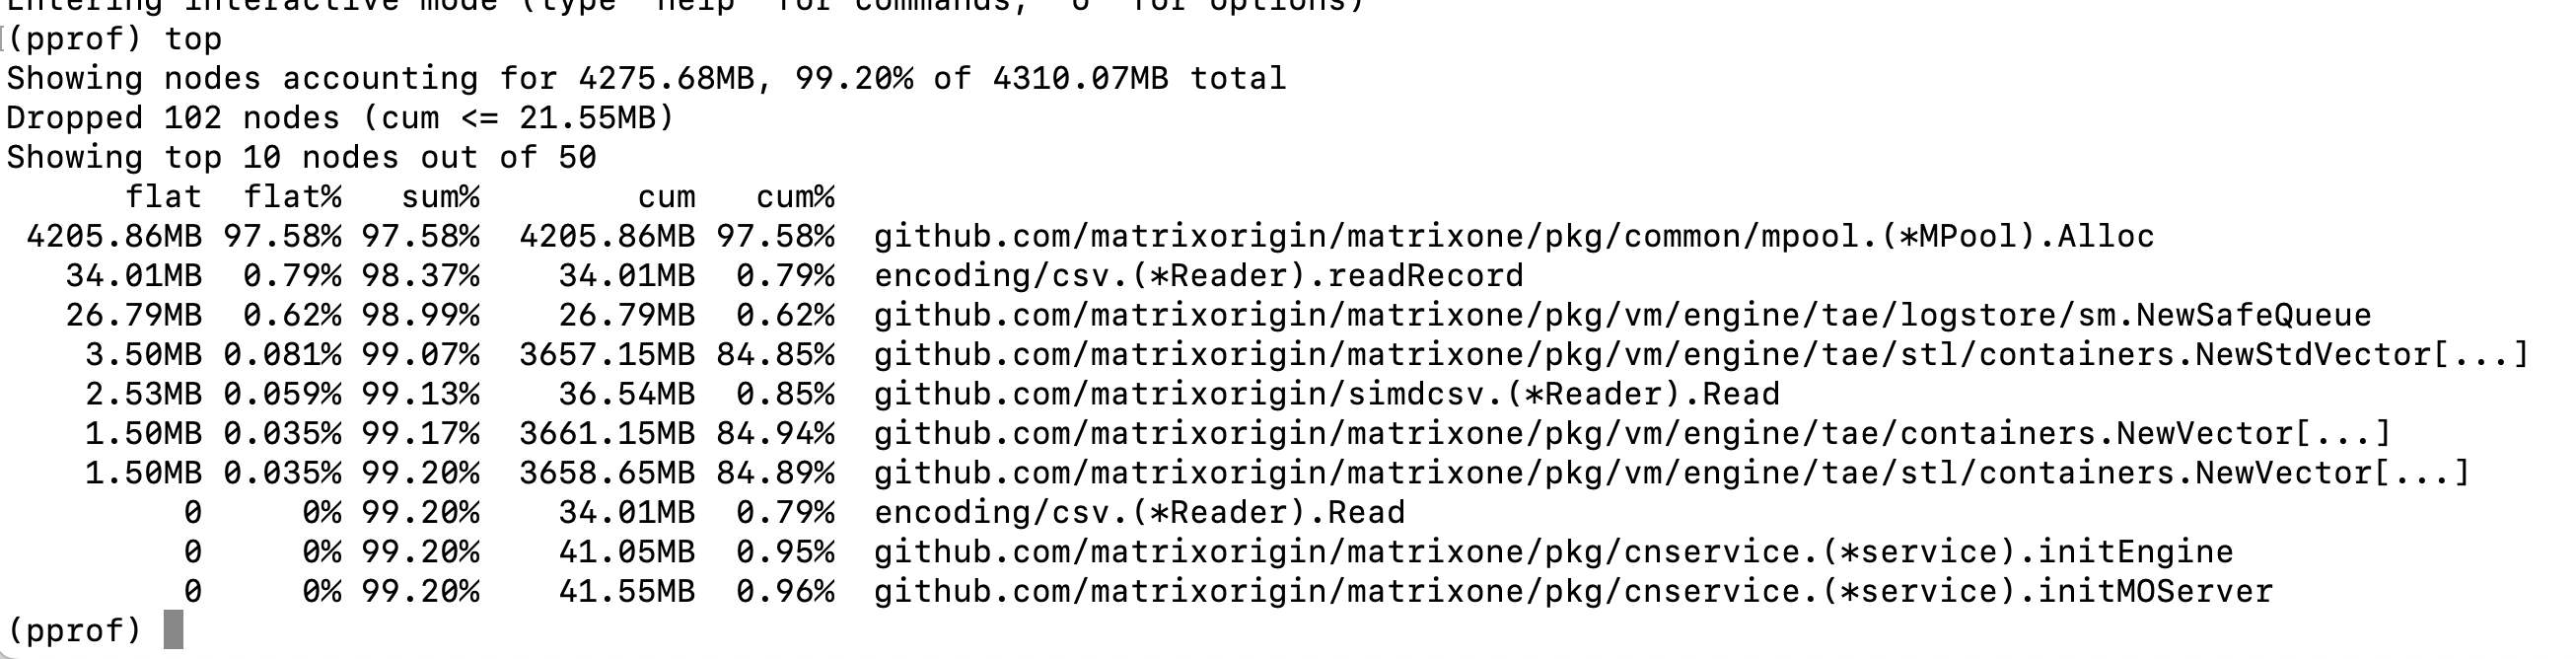 Entering interactive mode (type "help" for commands, "o" for options)
(pprof) top
Showing nodes accounting for 4275.68MB, 99.20% of 4310.07MB total
Dropped 102 nodes (cum <= 21.55MB)
Showing top 10 nodes out of 50
flat flat% sum% cum cum%
4205.86MB 97.58% 97.58% 4205.86MB 97.58% github.com/matrixorigin/matrixone/pkg/common/mpool.(*MPool).Alloc
34.01MB 0.79% 98.37% 34.01MB 0.79% encoding/csv.(*Reader).readRecord
26.79MB 0.62% 98.99% 26.79MB 0.62% github.com/matrixorigin/matrixone/pkg/vm/engine/tae/logstore/sm.NewSafeQueue
3.50MB 0.081% 99.07% 3657.15MB 84.85% github.com/matrixorigin/matrixone/pkg/vm/engine/tae/stl/containers.NewStdVector[...]
2.53MB 0.059% 99.13% 36.54MB 0.85% github.com/matrixorigin/simdcsv.(*Reader).Read
1.50MB 0.035% 99.17% 3661.15MB 84.94% github.com/matrixorigin/matrixone/pkg/vm/engine/tae/containers.NewVector[...]
1.50MB 0.035% 99.20% 3658.65MB 84.89% github.com/matrixorigin/matrixone/pkg/vm/engine/tae/stl/containers.NewVector[...]
0 0% 99.20% 34.01MB 0.79% encoding/csv.(*Reader).Read
0 0% 99.20% 41.05MB 0.95% github.com/matrixorigin/matrixone/pkg/cnservice.(*service).initEngine
0 0% 99.20% 41.55MB 0.96% github.com/matrixorigin/matrixone/pkg/cnservice.(*service).initMOServer
(pprof)